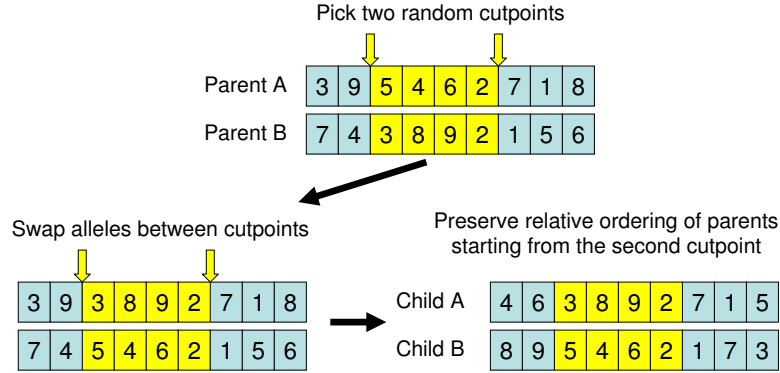 Pick two random cutpoints
Parent A 3 9 5 4 6 2 7 1 8
Parent B 7 4 3 8 9 2 1 5 6
Swap alleles between cutpoints
3 9 3 8 9 2 7 1 8
7 4 5 4 6 2 1 5 6
Preserve relative ordering of parents
starting from the second cutpoint
Child A 4 6 3 8 9 2 7 1 5
Child B 8 9 5 4 6 2 1 7 3